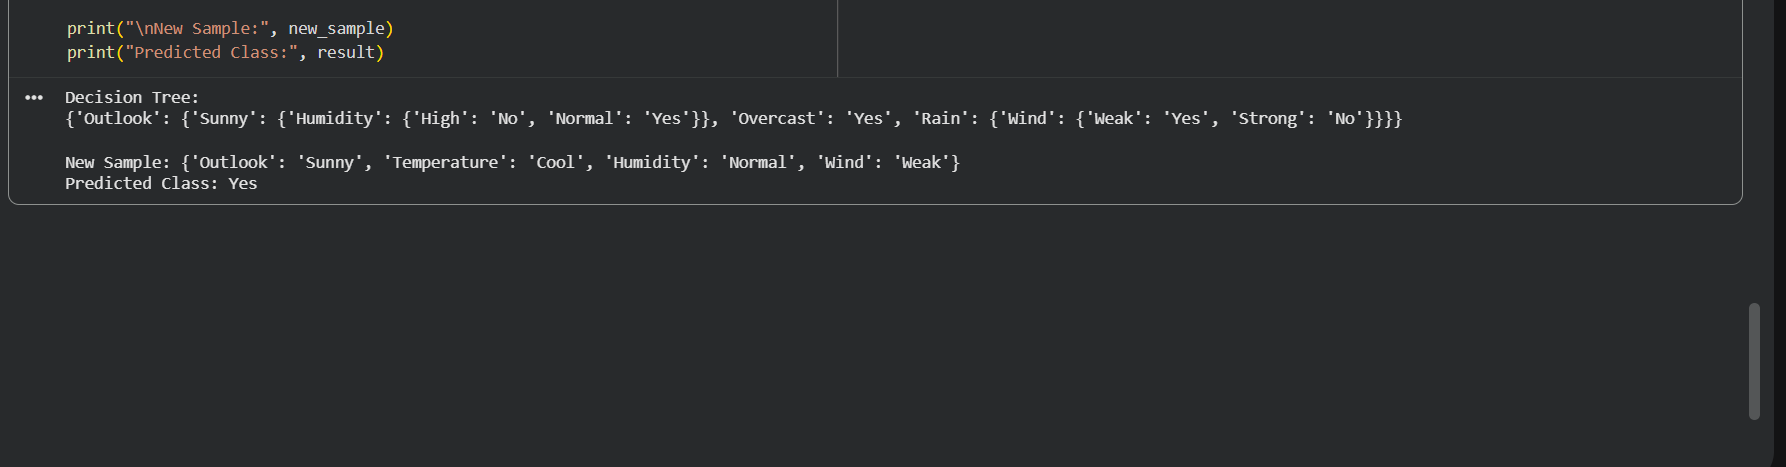 print("\nNew Sample:", new_sample)
print("Predicted Class:", result)
Decision Tree:
{'Outlook': {'Sunny': {'Humidity': {'High': 'No', 'Normal': 'Yes'}}, 'Overcast': 'Yes', 'Rain': {'Wind': {'Weak': 'Yes', 'Strong': 'No'}}}}
New Sample: {'Outlook': 'Sunny', 'Temperature': 'Cool', 'Humidity': 'Normal', 'Wind': 'Weak'}
Predicted Class: Yes